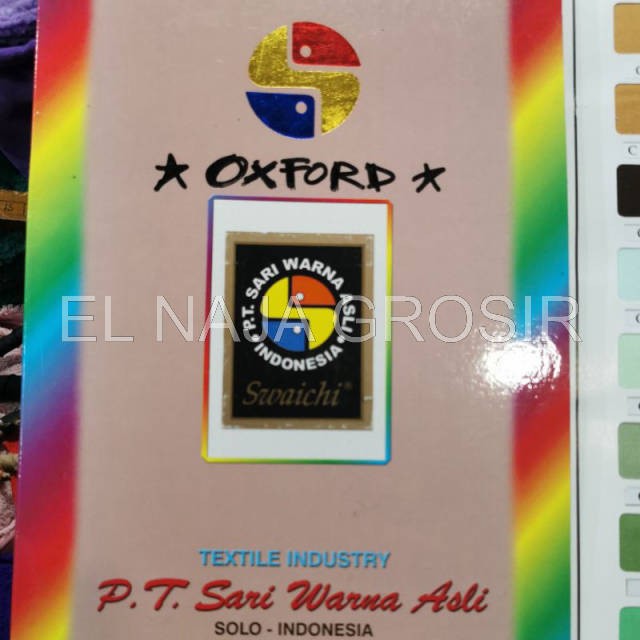 ★ OXFORD ★
P.T. SARI WARNA ASLI
INDONESIA
Swaichi®
EL NAJA GROSIR
TEXTILE INDUSTRY
P.T. Sari Warna Asli
SOLO - INDONESIA